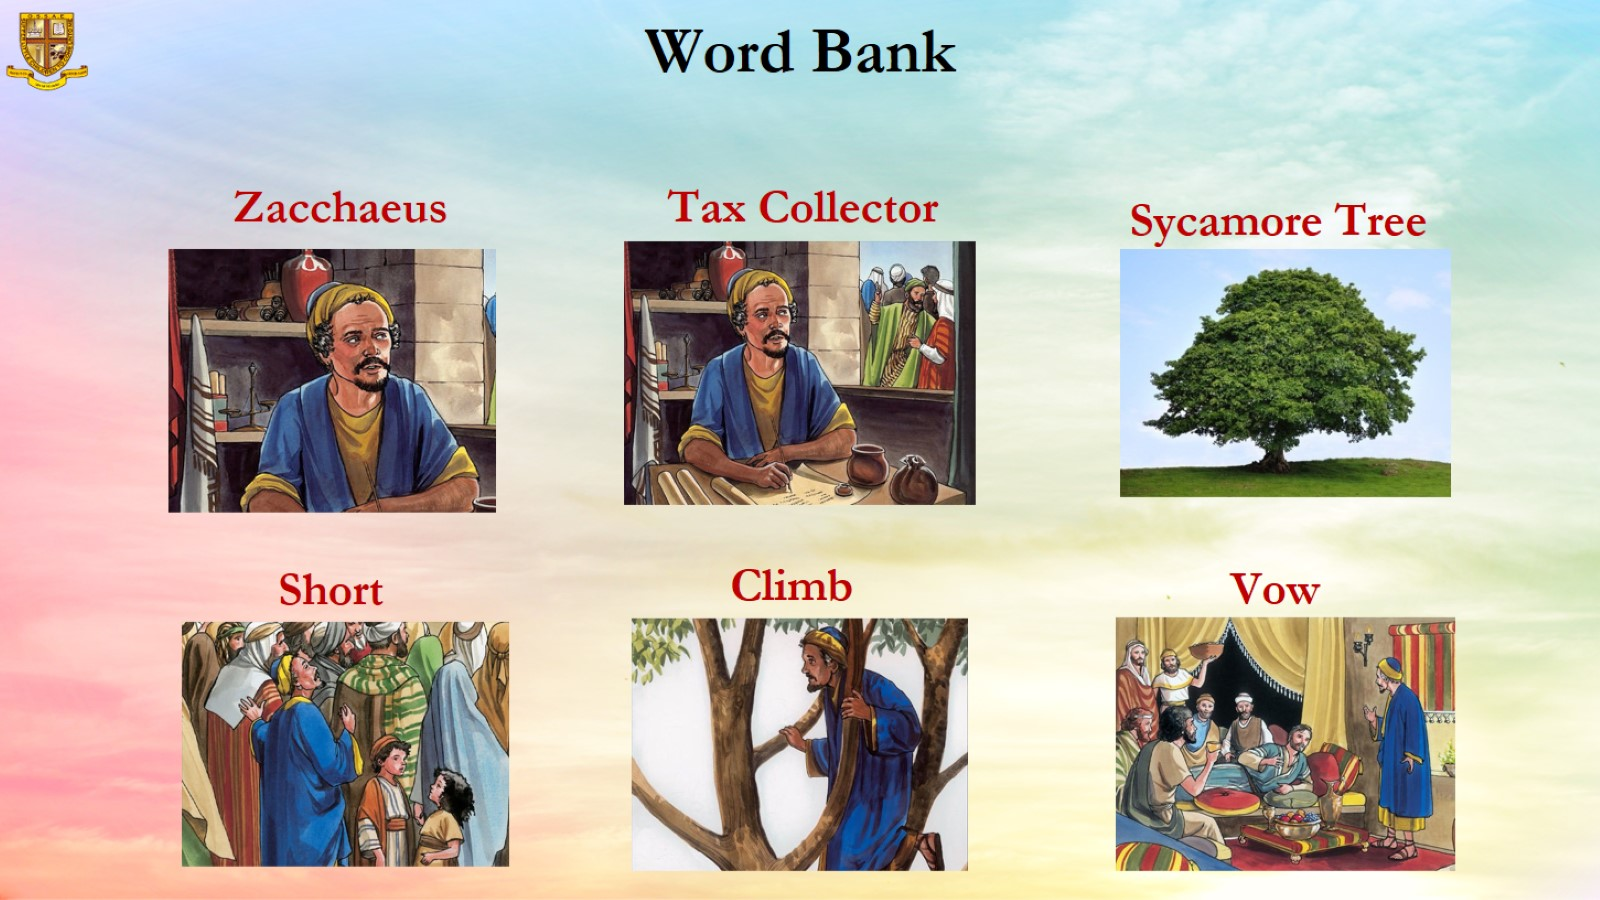 Word Bank
Zacchaeus
Tax Collector
Sycamore Tree
Short
Climb
Vow